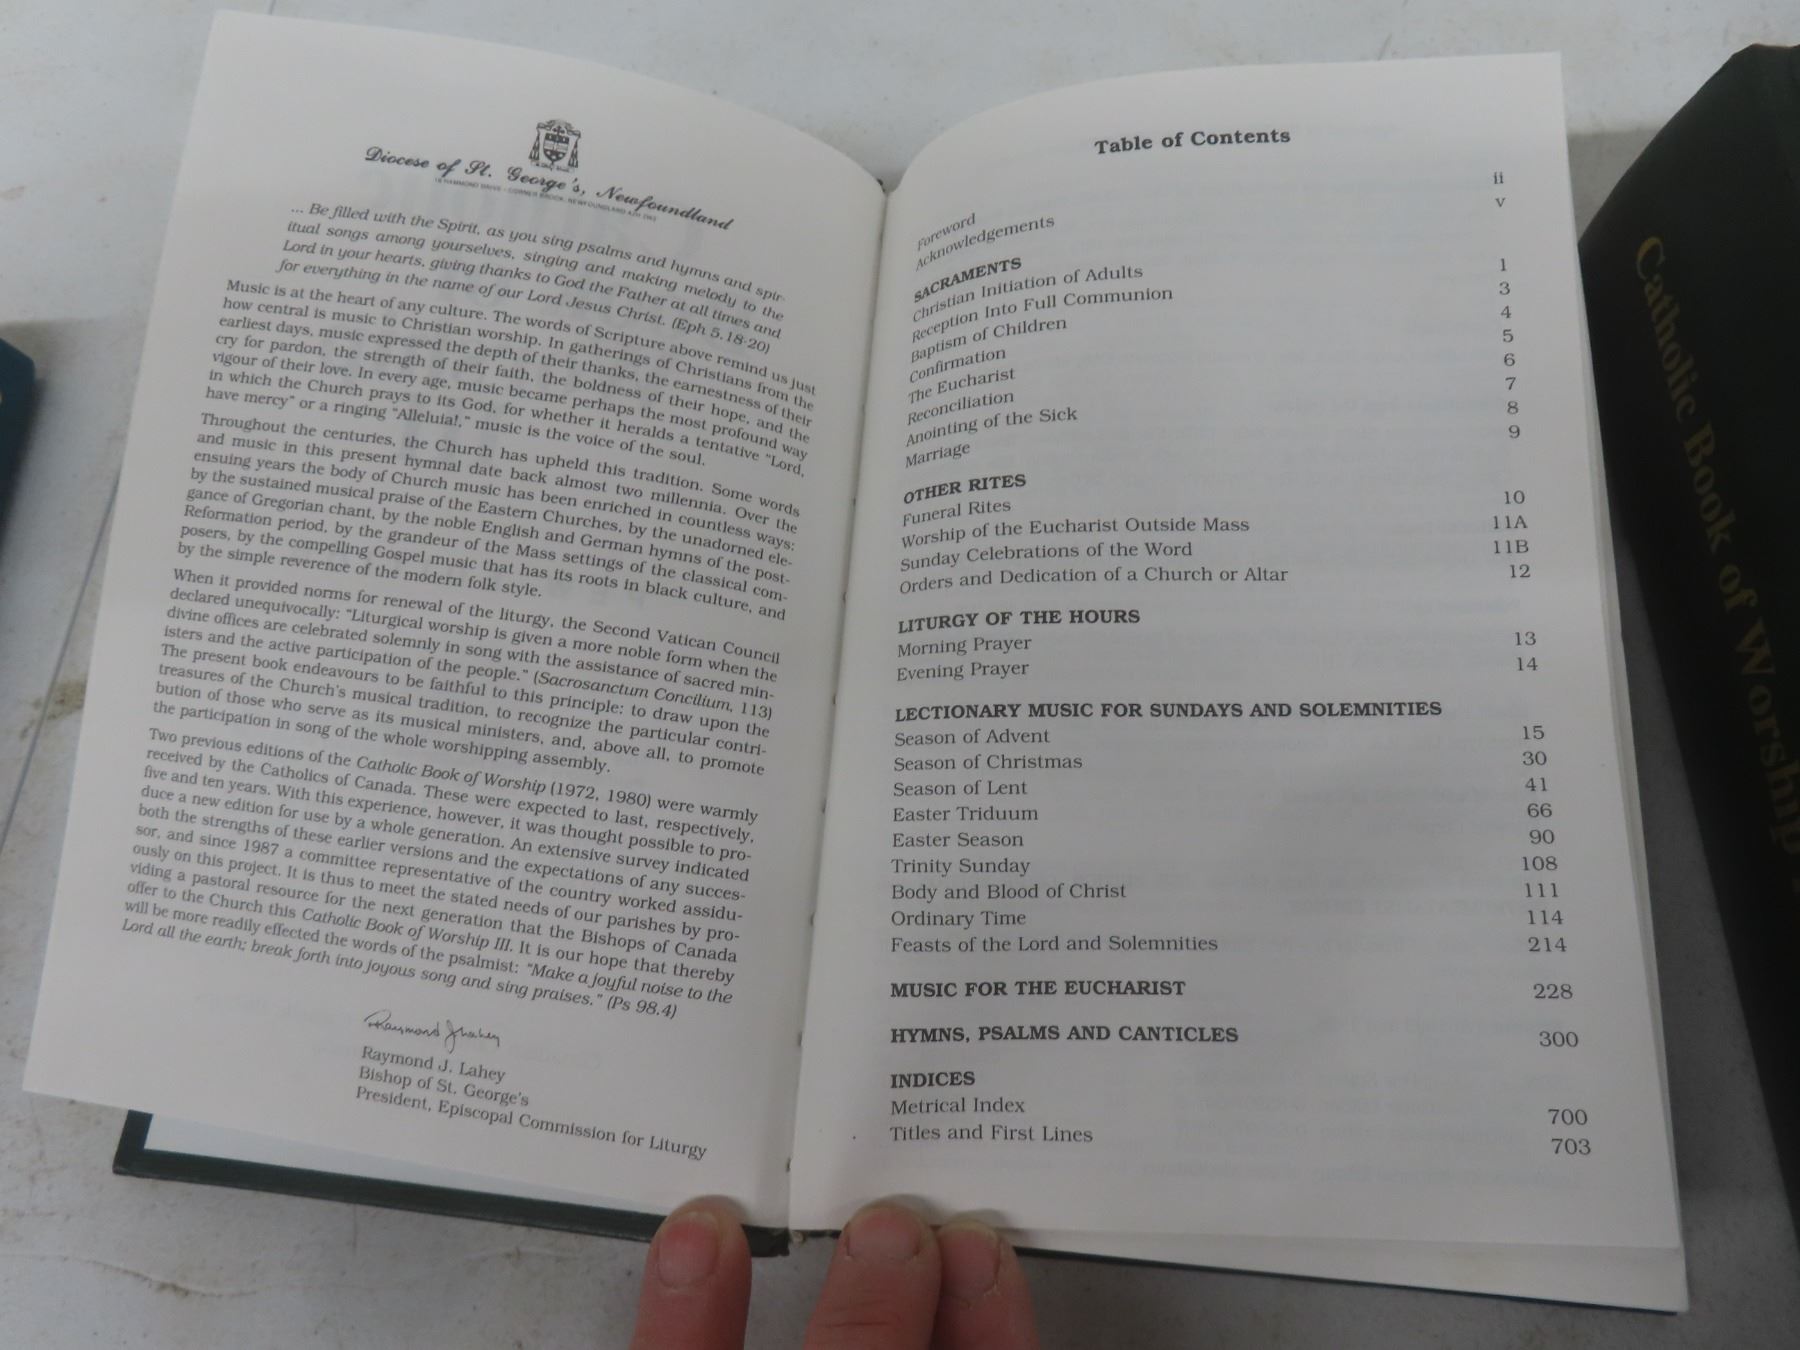 Diocese of St. George's, Newfoundland
16 HAMMOND DRIVE - CORNER BROOK, NEWFOUNDLAND A2H 2W2
... Be filled with the Spirit, as you sing psalms and hymns and spir-
itual songs among yourselves, singing and making melody to the
Lord in your hearts, giving thanks to God the Father at all times and
for everything in the name of our Lord Jesus Christ. (Eph 5.18-20)
Music is at the heart of any culture. The words of Scripture above remind us just
how central is music to Christian worship. In gatherings of Christians from the
earliest days, music expressed the depth of their thanks, the earnestness of their
cry for pardon, the strength of their faith, the boldness of their hope, and the
vigour of their love. In every age, music became perhaps the most profound way
in which the Church prays to its God, for whether it heralds a tentative "Lord,
have mercy" or a ringing "Alleluia!," music is the voice of the soul.
Throughout the centuries, the Church has upheld this tradition. Some words
and music in this present hymnal date back almost two millennia. Over the
ensuing years the body of Church music has been enriched in countless ways:
by the sustained musical praise of the Eastern Churches, by the unadorned ele-
gance of Gregorian chant, by the noble English and German hymns of the post-
Reformation period, by the grandeur of the Mass settings of the classical com-
posers, by the compelling Gospel music that has its roots in black culture, and
by the simple reverence of the modern folk style.
When it provided norms for renewal of the liturgy, the Second Vatican Council
declared unequivocally: "Liturgical worship is given a more noble form when the
divine offices are celebrated solemnly in song with the assistance of sacred min-
isters and the active participation of the people." (Sacrosanctum Concilium, 113)
The present book endeavours to be faithful to this principle: to draw upon the
treasures of the Church's musical tradition, to recognize the particular contri-
bution of those who serve as its musical ministers, and, above all, to promote
the participation in song of the whole worshipping assembly.
Two previous editions of the Catholic Book of Worship (1972, 1980) were warmly
received by the Catholics of Canada. These were expected to last, respectively,
five and ten years. With this experience, however, it was thought possible to pro-
duce a new edition for use by a whole generation. An extensive survey indicated
both the strengths of these earlier versions and the expectations of any succes-
sor, and since 1987 a committee representative of the country worked assidu-
ously on this project. It is thus to meet the stated needs of our parishes by pro-
viding a pastoral resource for the next generation that the Bishops of Canada
offer to the Church this Catholic Book of Worship III. It is our hope that thereby
will be more readily effected the words of the psalmist: "Make a joyful noise to the
Lord all the earth; break forth into joyous song and sing praises." (Ps 98.4)
Raymond J Lahey
Raymond J. Lahey
Bishop of St. George's
President, Episcopal Commission for Liturgy
Table of Contents
Foreword ii
Acknowledgements v
SACRAMENTS
Christian Initiation of Adults 1
Reception Into Full Communion 3
Baptism of Children 4
Confirmation 5
The Eucharist 6
Reconciliation 7
Anointing of the Sick 8
Marriage 9
OTHER RITES
Funeral Rites 10
Worship of the Eucharist Outside Mass 11A
Sunday Celebrations of the Word 11B
Orders and Dedication of a Church or Altar 12
LITURGY OF THE HOURS
Morning Prayer 13
Evening Prayer 14
LECTIONARY MUSIC FOR SUNDAYS AND SOLEMNITIES
Season of Advent 15
Season of Christmas 30
Season of Lent 41
Easter Triduum 66
Easter Season 90
Trinity Sunday 108
Body and Blood of Christ 111
Ordinary Time 114
Feasts of the Lord and Solemnities 214
MUSIC FOR THE EUCHARIST 228
HYMNS, PSALMS AND CANTICLES 300
INDICES
Metrical Index 700
Titles and First Lines 703
Catholic Book of Worship